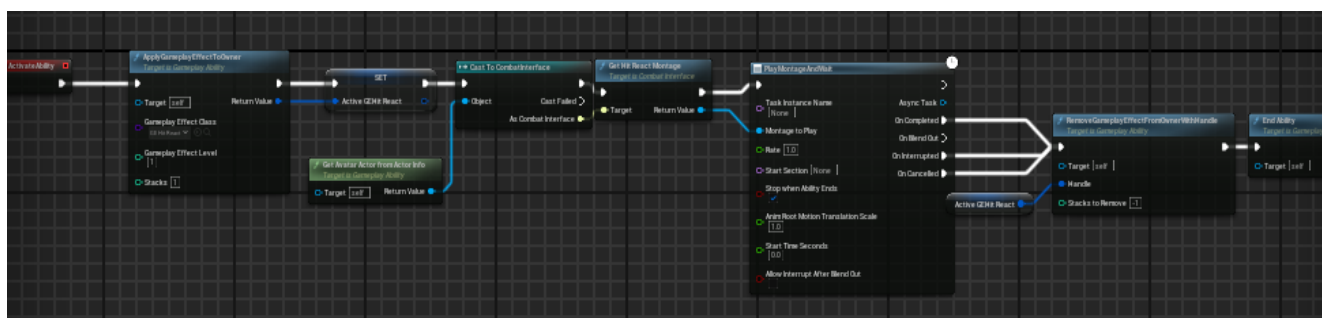 ActivateAbility
ApplyGameplayEffectToOwner
Target is Gameplay Ability
Target self
Return Value
Gameplay Effect Class
GE Hit React
Gameplay Effect Level
1
Stacks 1
SET
Active GEHit React
Get Avatar Actor from Actor Info
Target is Gameplay Ability
Target self
Return Value
Cast To CombatInterface
Object
Cast Failed
As Combat Interface
Get Hit React Montage
Target is Combat Interface
Target
Return Value
PlayMontageAndWait
Task Instance Name
None
Async Task
On Completed
Montage to Play
On Blend Out
Rate 1.0
On Interrupted
Start Section None
On Cancelled
Stop when Ability Ends
Anim Root Motion Translation Scale
1.0
Start Time Seconds
0.0
Allow Interrupt After Blend Out
Active GEHit React
RemoveGameplayEffectFromOwnerWithHandle
Target is Gameplay Ability
Target self
Handle
Stacks to Remove -1
End Ability
Target is Gameplay
Target self